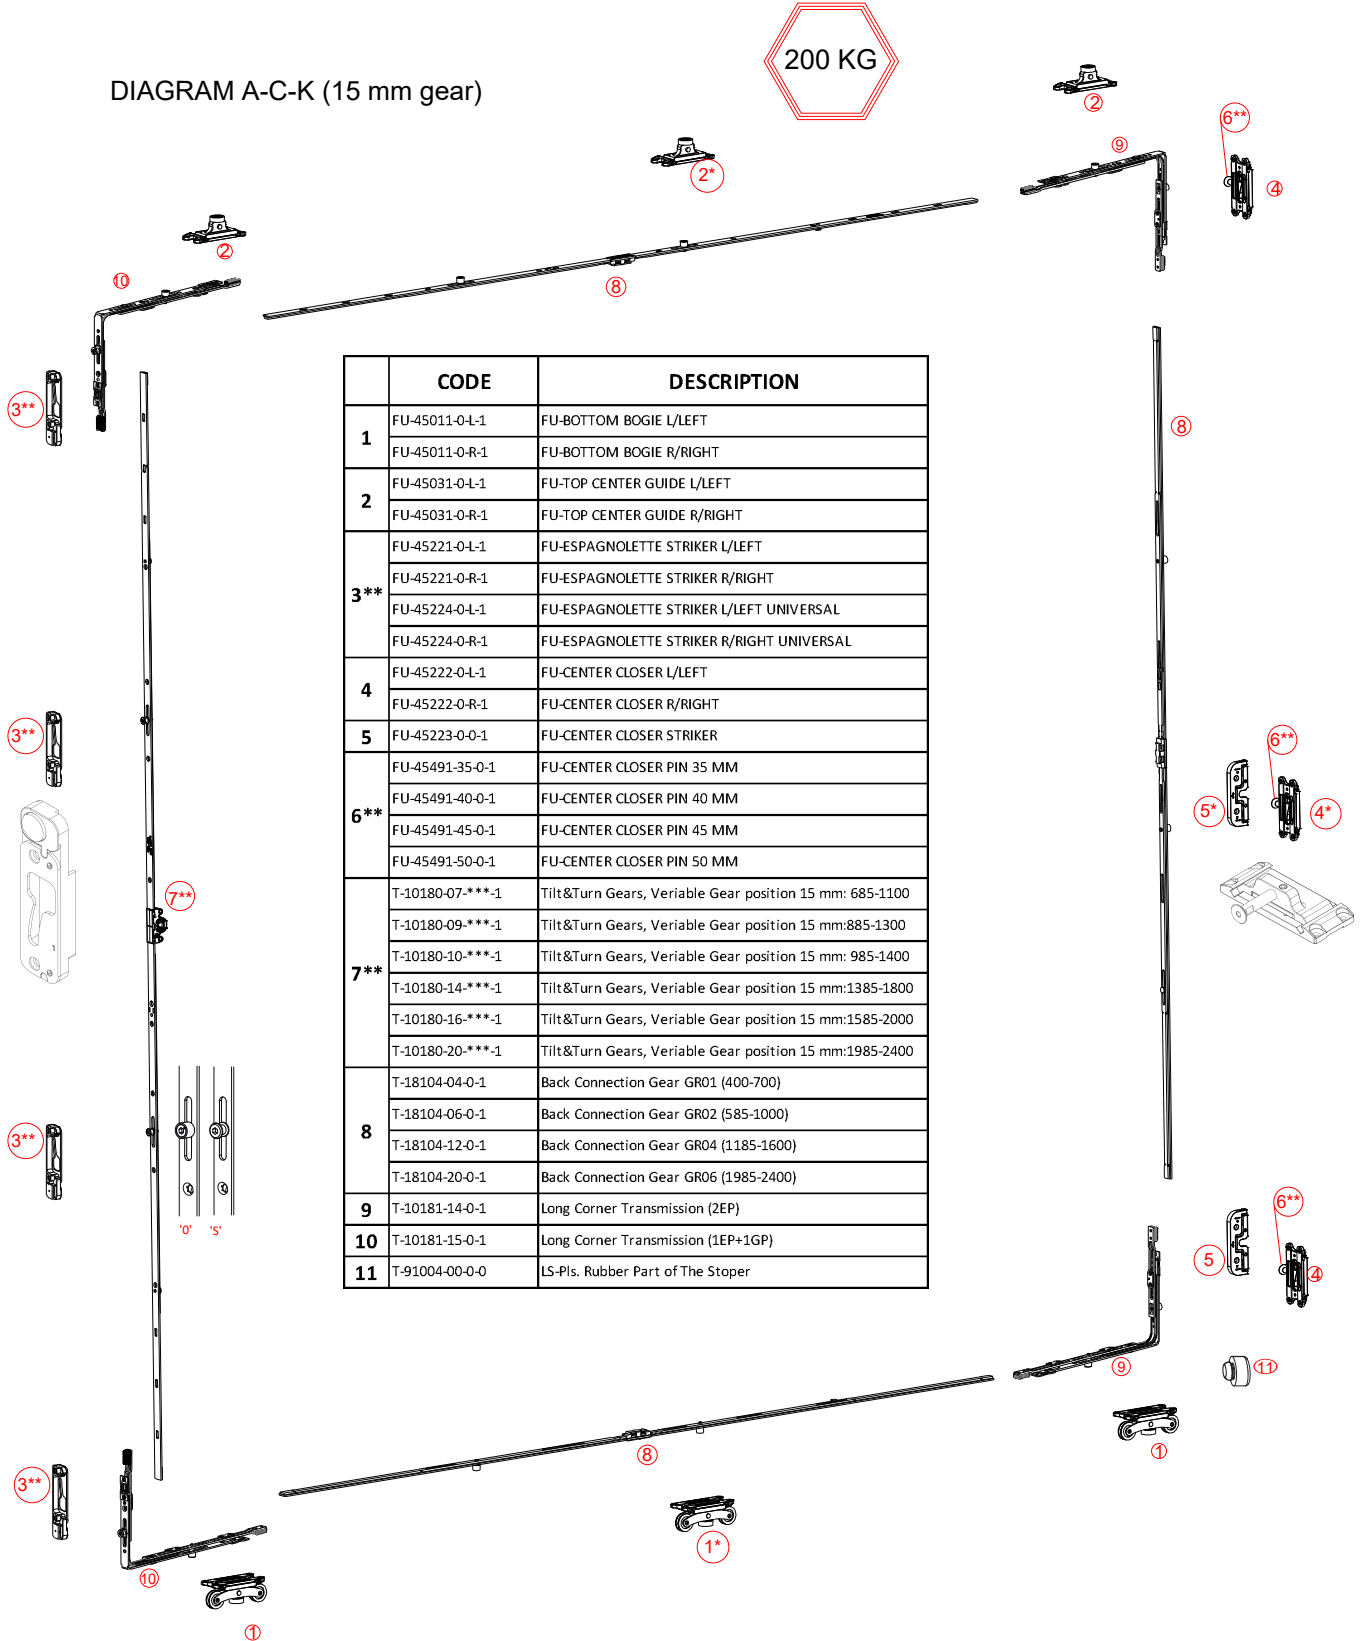 200 KG
DIAGRAM A-C-K (15 mm gear)
2
6**
9
4
2*
2
10
8
3**
8
CODE DESCRIPTION
1 FU-45011-0-L-1 FU-BOTTOM BOGIE L/LEFT
FU-45011-0-R-1 FU-BOTTOM BOGIE R/RIGHT
2 FU-45031-0-L-1 FU-TOP CENTER GUIDE L/LEFT
FU-45031-0-R-1 FU-TOP CENTER GUIDE R/RIGHT
3** FU-45221-0-L-1 FU-ESPAGNOLETTE STRIKER L/LEFT
FU-45221-0-R-1 FU-ESPAGNOLETTE STRIKER R/RIGHT
FU-45224-0-L-1 FU-ESPAGNOLETTE STRIKER L/LEFT UNIVERSAL
FU-45224-0-R-1 FU-ESPAGNOLETTE STRIKER R/RIGHT UNIVERSAL
4 FU-45222-0-L-1 FU-CENTER CLOSER L/LEFT
FU-45222-0-R-1 FU-CENTER CLOSER R/RIGHT
5 FU-45223-0-0-1 FU-CENTER CLOSER STRIKER
6** FU-45491-35-0-1 FU-CENTER CLOSER PIN 35 MM
FU-45491-40-0-1 FU-CENTER CLOSER PIN 40 MM
FU-45491-45-0-1 FU-CENTER CLOSER PIN 45 MM
FU-45491-50-0-1 FU-CENTER CLOSER PIN 50 MM
7** T-10180-07-***-1 Tilt&Turn Gears, Veriable Gear position 15 mm: 685-1100
T-10180-09-***-1 Tilt&Turn Gears, Veriable Gear position 15 mm:885-1300
T-10180-10-***-1 Tilt&Turn Gears, Veriable Gear position 15 mm: 985-1400
T-10180-14-***-1 Tilt&Turn Gears, Veriable Gear position 15 mm:1385-1800
T-10180-16-***-1 Tilt&Turn Gears, Veriable Gear position 15 mm:1585-2000
T-10180-20-***-1 Tilt&Turn Gears, Veriable Gear position 15 mm:1985-2400
8 T-18104-04-0-1 Back Connection Gear GR01 (400-700)
T-18104-06-0-1 Back Connection Gear GR02 (585-1000)
T-18104-12-0-1 Back Connection Gear GR04 (1185-1600)
T-18104-20-0-1 Back Connection Gear GR06 (1985-2400)
9 T-10181-14-0-1 Long Corner Transmission (2EP)
10 T-10181-15-0-1 Long Corner Transmission (1EP+1GP)
11 T-91004-00-0-0 LS-Pls. Rubber Part of The Stoper
3**
6**
5*
4*
7**
3**
'0' 'S'
6**
5
4
9
11
8
1
3**
1*
10
1